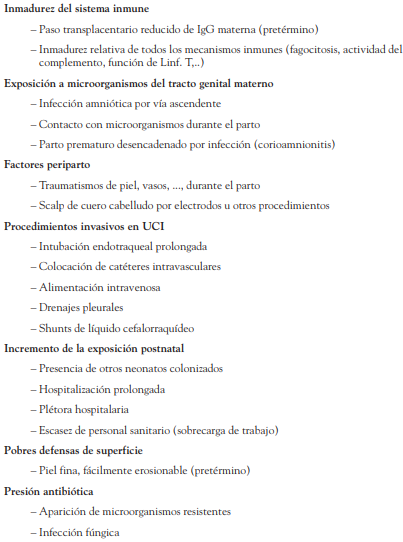 Inmadurez del sistema inmune
– Paso transplacentario reducido de IgG materna (pretérmino)
– Inmadurez relativa de todos los mecanismos inmunes (fagocitosis, actividad del
complemento, función de Linf. T,..)
Exposición a microorganismos del tracto genital materno
– Infección amniótica por vía ascendente
– Contacto con microorganismos durante el parto
– Parto prematuro desencadenado por infección (corioamnionitis)
Factores periparto
– Traumatismos de piel, vasos, ..., durante el parto
– Scalp de cuero cabelludo por electrodos u otros procedimientos
Procedimientos invasivos en UCI
– Intubación endotraqueal prolongada
– Colocación de catéteres intravasculares
– Alimentación intravenosa
– Drenajes pleurales
– Shunts de líquido cefalorraquídeo
Incremento de la exposición postnatal
– Presencia de otros neonatos colonizados
– Hospitalización prolongada
– Plétora hospitalaria
– Escasez de personal sanitario (sobrecarga de trabajo)
Pobres defensas de superficie
– Piel fina, fácilmente erosionable (pretérmino)
Presión antibiótica
– Aparición de microorganismos resistentes
– Infección fúngica